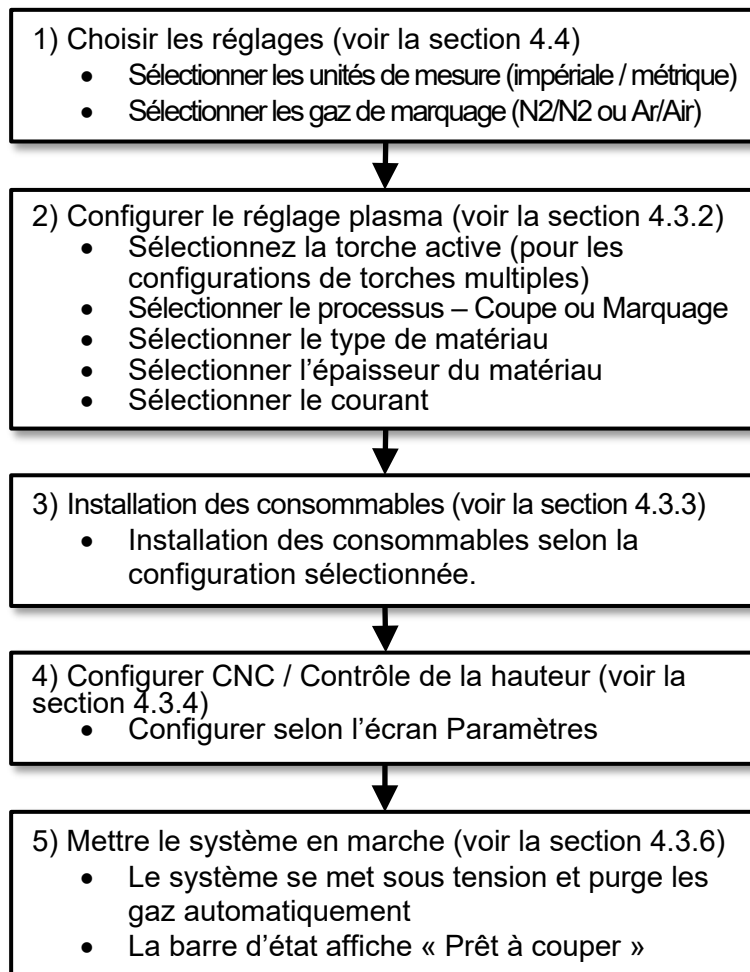 1) Choisir les réglages (voir la section 4.4)
• Sélectionner les unités de mesure (impériale / métrique)
• Sélectionner les gaz de marquage (N2/N2 ou Ar/Air)
2) Configurer le réglage plasma (voir la section 4.3.2)
• Sélectionnez la torche active (pour les
configurations de torches multiples)
• Sélectionner le processus – Coupe ou Marquage
• Sélectionner le type de matériau
• Sélectionner l’épaisseur du matériau
• Sélectionner le courant
3) Installation des consommables (voir la section 4.3.3)
• Installation des consommables selon la
configuration sélectionnée.
4) Configurer CNC / Contrôle de la hauteur (voir la
section 4.3.4)
• Configurer selon l’écran Paramètres
5) Mettre le système en marche (voir la section 4.3.6)
• Le système se met sous tension et purge les
gaz automatiquement
• La barre d’état affiche « Prêt à couper »